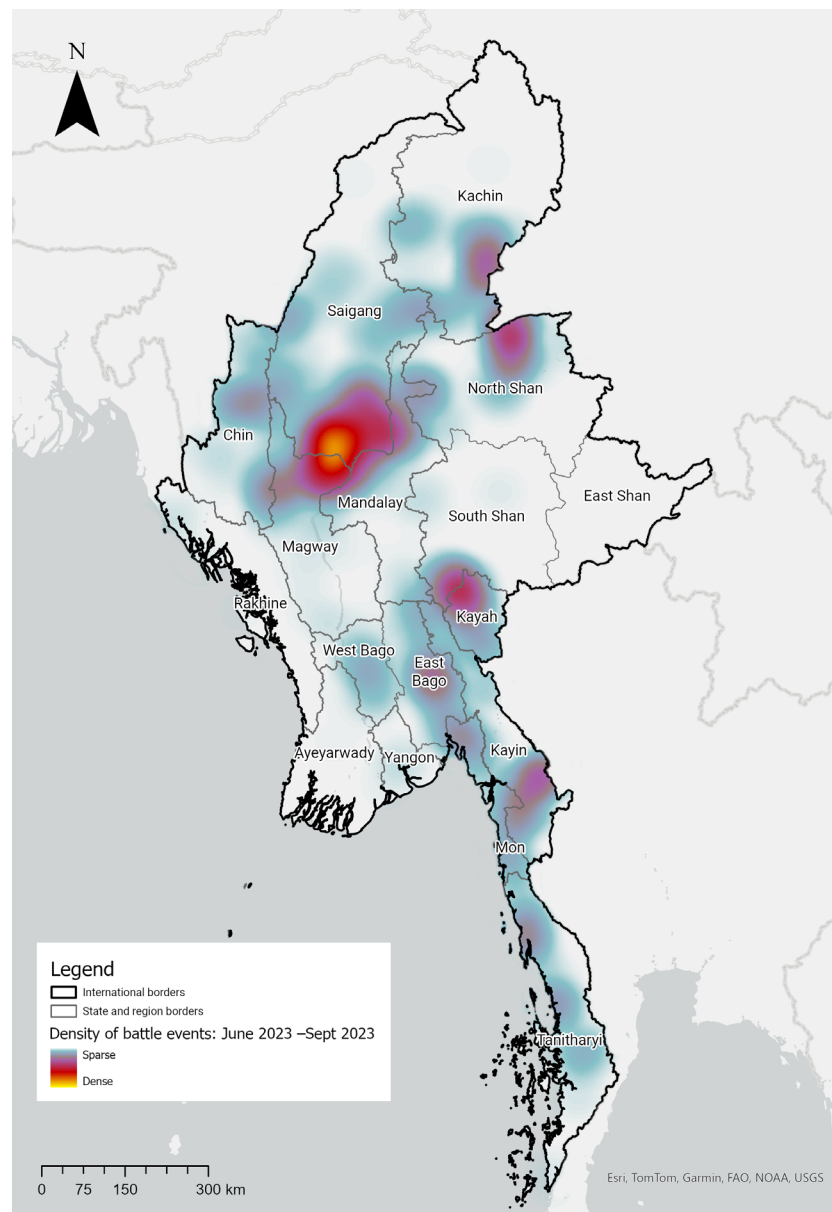 N
Kachin
Saigang
North Shan
Chin
Mandalay
East Shan
South Shan
Magway
Rakhine
Kayah
West Bago
East
Bago
Ayeyarwady
Yangon
Kayin
Mon
Tanitharyi
Legend
International borders
State and region borders
Density of battle events: June 2023 –Sept 2023
Sparse
Dense
0 75 150 300 km
Esri, TomTom, Garmin, FAO, NOAA, USGS